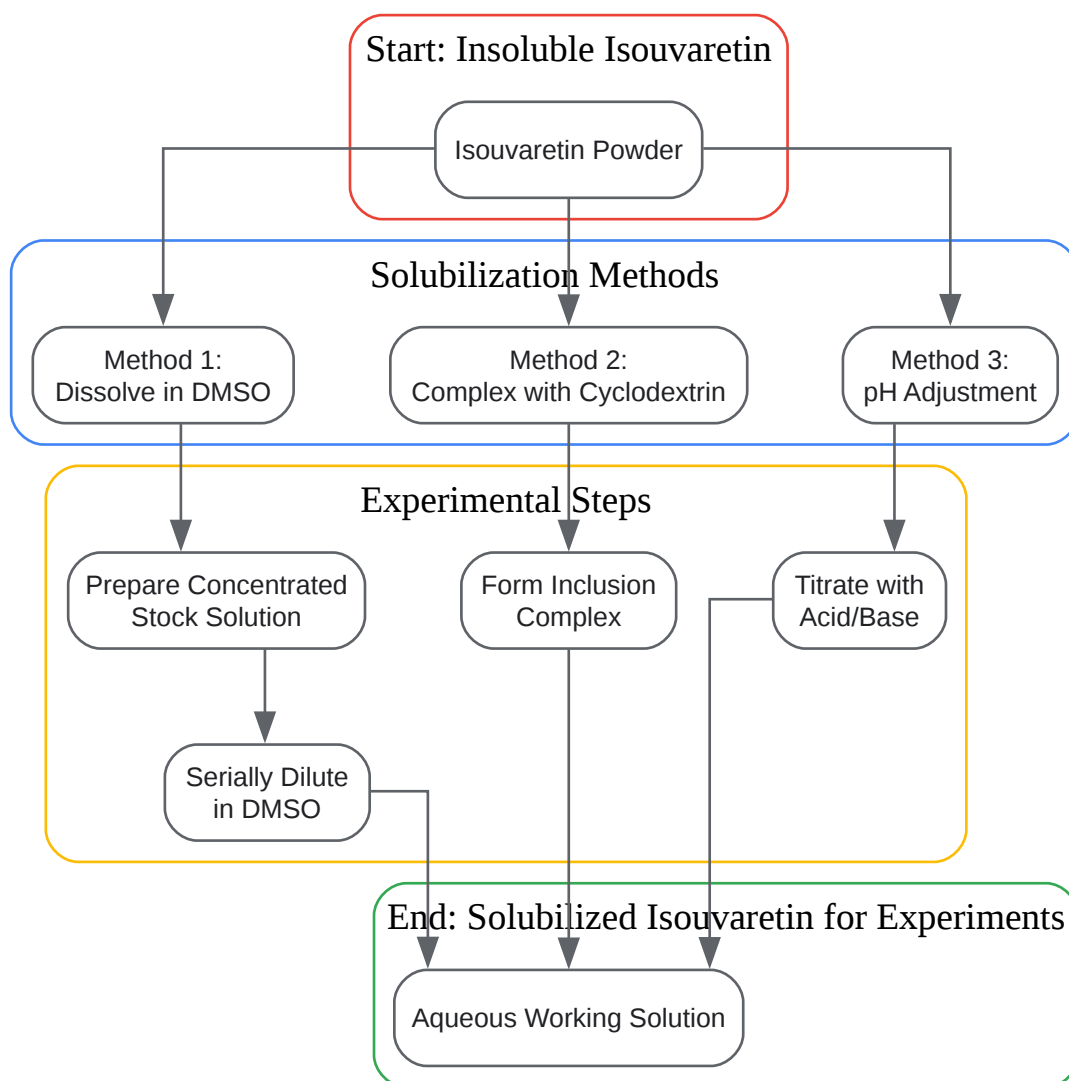 Start: Insoluble Isouvaretin
Isouvaretin Powder
Solubilization Methods
Method 1:
Dissolve in DMSO
Method 2:
Complex with Cyclodextrin
Method 3:
pH Adjustment
Experimental Steps
Prepare Concentrated
Stock Solution
Form Inclusion
Complex
Titrate with
Acid/Base
Serially Dilute
in DMSO
End: Solubilized Isouvaretin for Experiments
Aqueous Working Solution